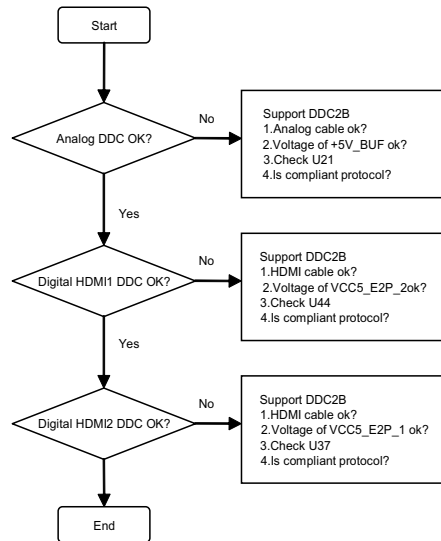 Start
Analog DDC OK?
No
Support DDC2B
1.Analog cable ok?
2.Voltage of +5V_BUF ok?
3.Check U21
4.Is compliant protocol?
Yes
Digital HDMI1 DDC OK?
No
Support DDC2B
1.HDMI cable ok?
2.Voltage of VCC5_E2P_2ok?
3.Check U44
4.Is compliant protocol?
Yes
Digital HDMI2 DDC OK?
No
Support DDC2B
1.HDMI cable ok?
2.Voltage of VCC5_E2P_1 ok?
3.Check U37
4.Is compliant protocol?
End